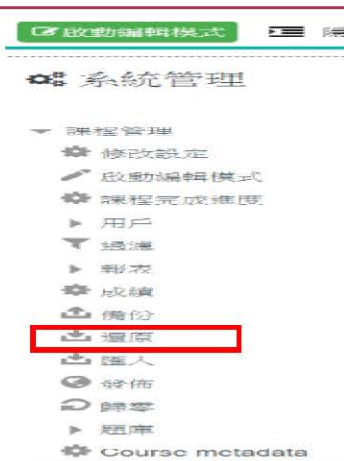 啟動編輯模式
系統管理
課程管理
修改設定
啟動編輯模式
課程完成進度
用戶
過濾
報表
成績
備份
還原
匯入
發佈
歸零
題庫
Course metadata